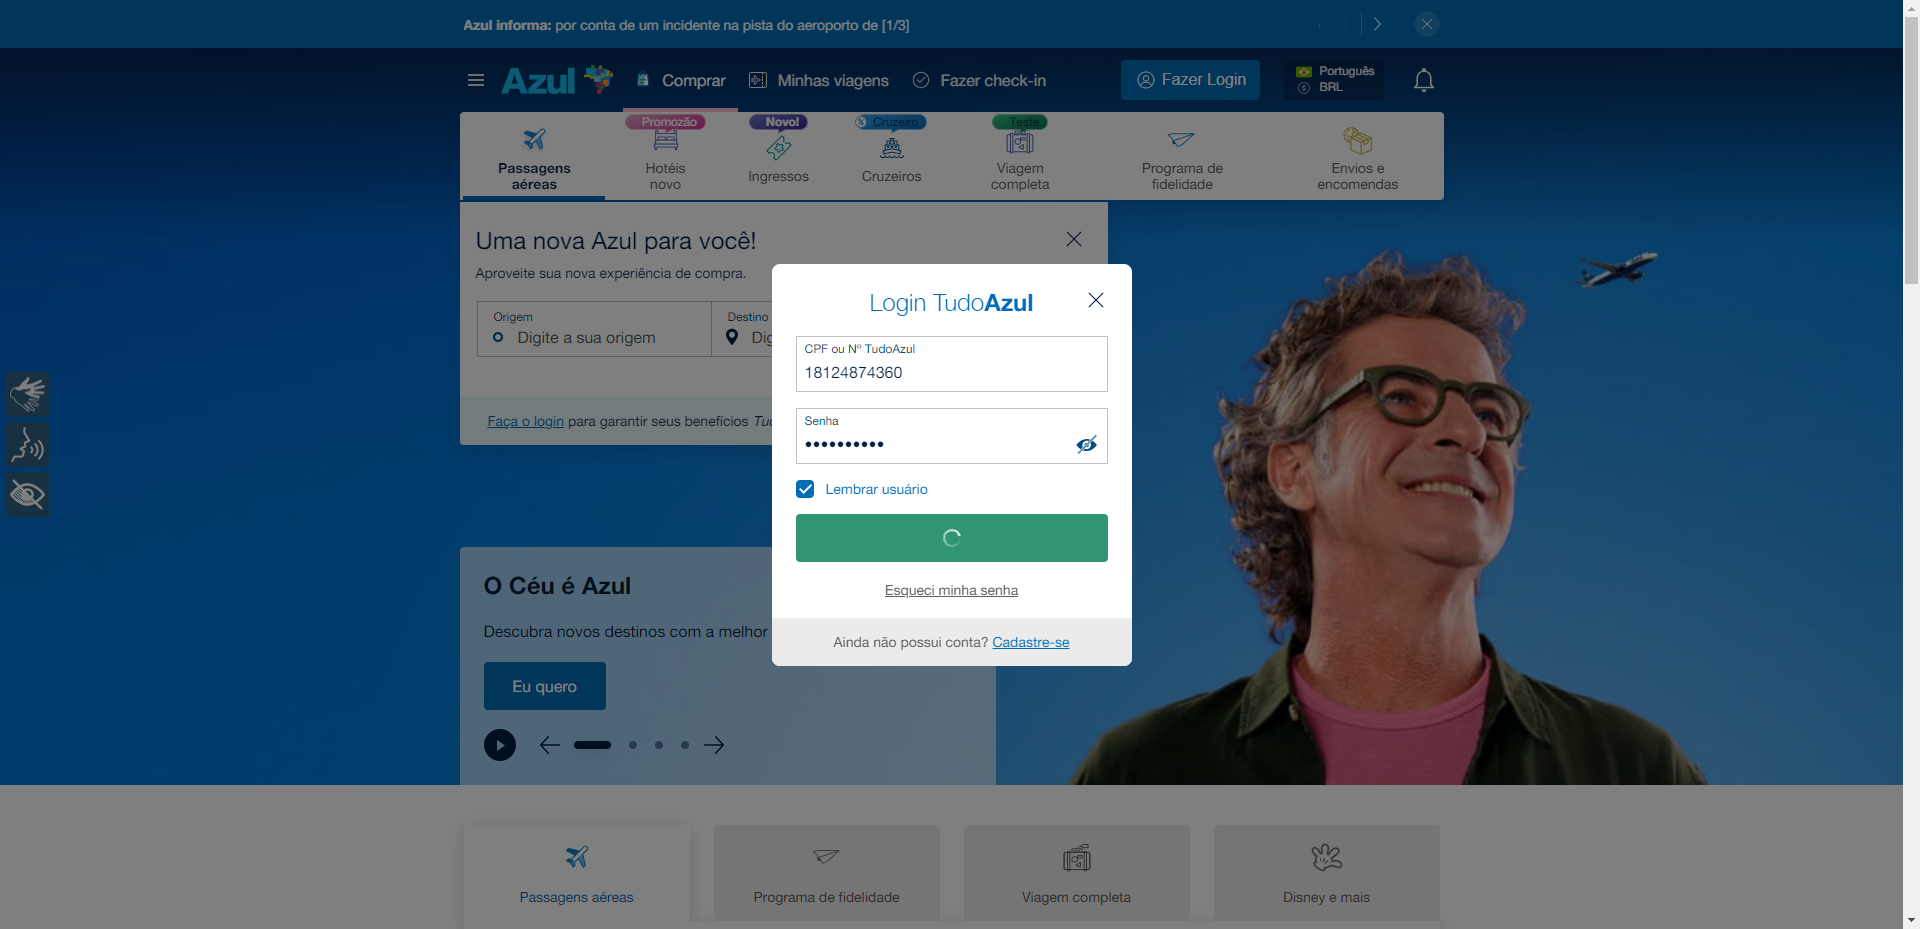 Azul informa: por conta de um incidente na pista do aeroporto de [1/3]
Azul
Comprar
Minhas viagens
Fazer check-in
Fazer Login
Português
BRL
Promozão
Novo!
Cruzeiro
Teste
Passagens
aéreas
Hotéis
novo
Ingressos
Cruzeiros
Viagem
completa
Programa de
fidelidade
Envios e
encomendas
Uma nova Azul para você!
Aproveite sua nova experiência de compra.
Origem
Digite a sua origem
Destino
Dig
Faça o login para garantir seus benefícios Tud
Login TudoAzul
CPF ou Nº TudoAzul
18124874360
Senha
••••••••••
Lembrar usuário
Esqueci minha senha
Ainda não possui conta? Cadastre-se
O Céu é Azul
Descubra novos destinos com a melhor
Eu quero
Passagens aéreas
Programa de fidelidade
Viagem completa
Disney e mais